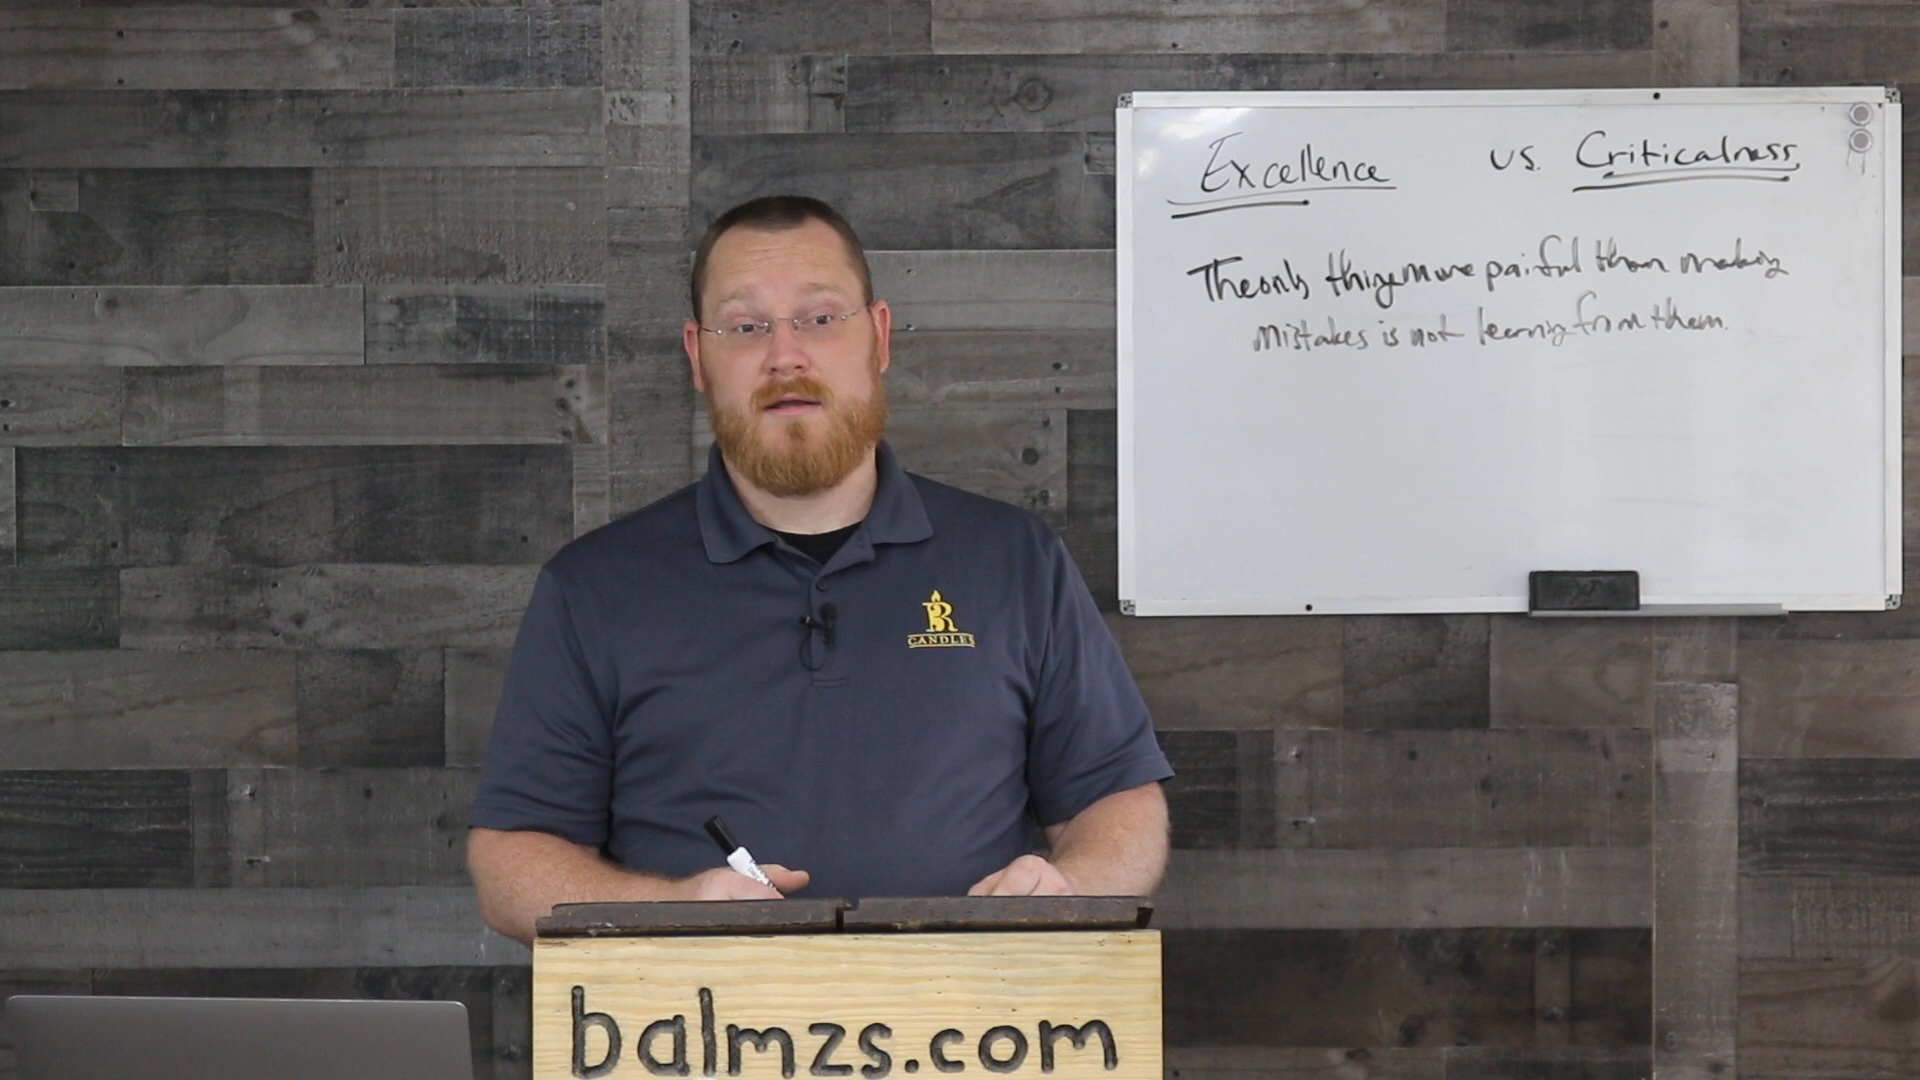 Excellence vs. Criticalness
The only thing more painful than making
mistakes is not learning from them.
R
CANDLES
balmzs.com